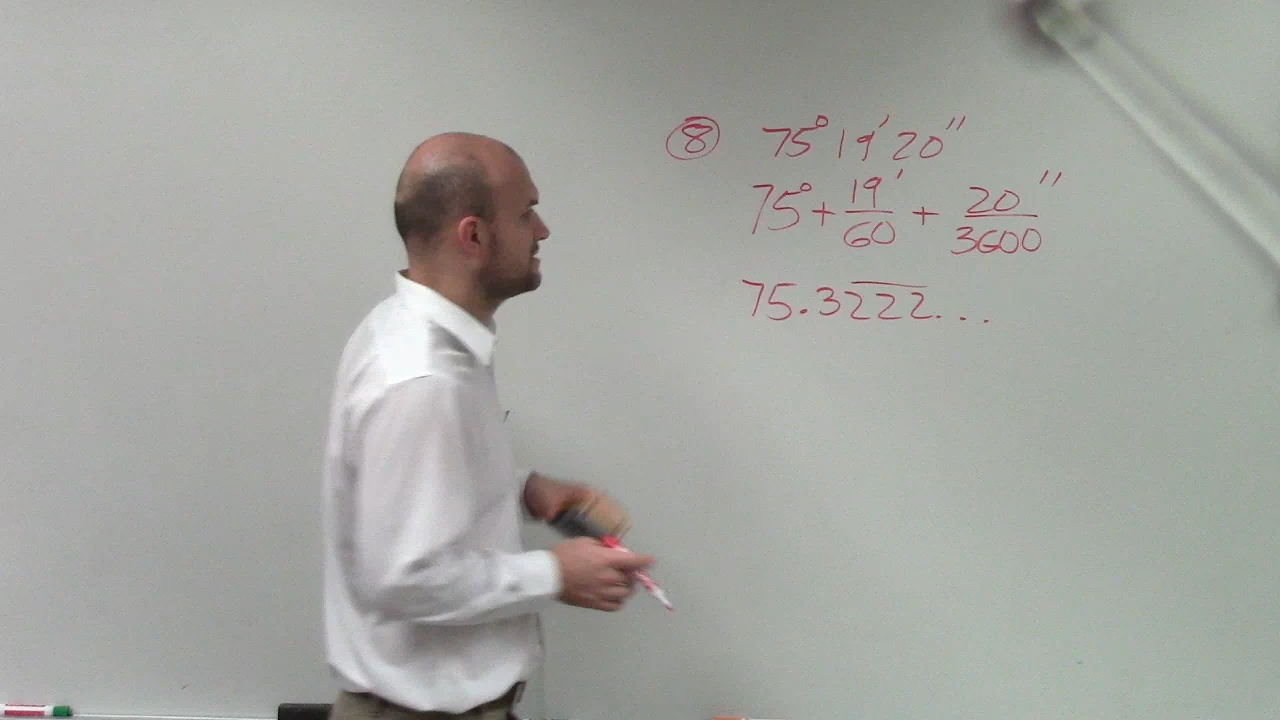 ⑧ 75° 19' 20"
75° + 19'/60 + 20"/3600
75.3222...